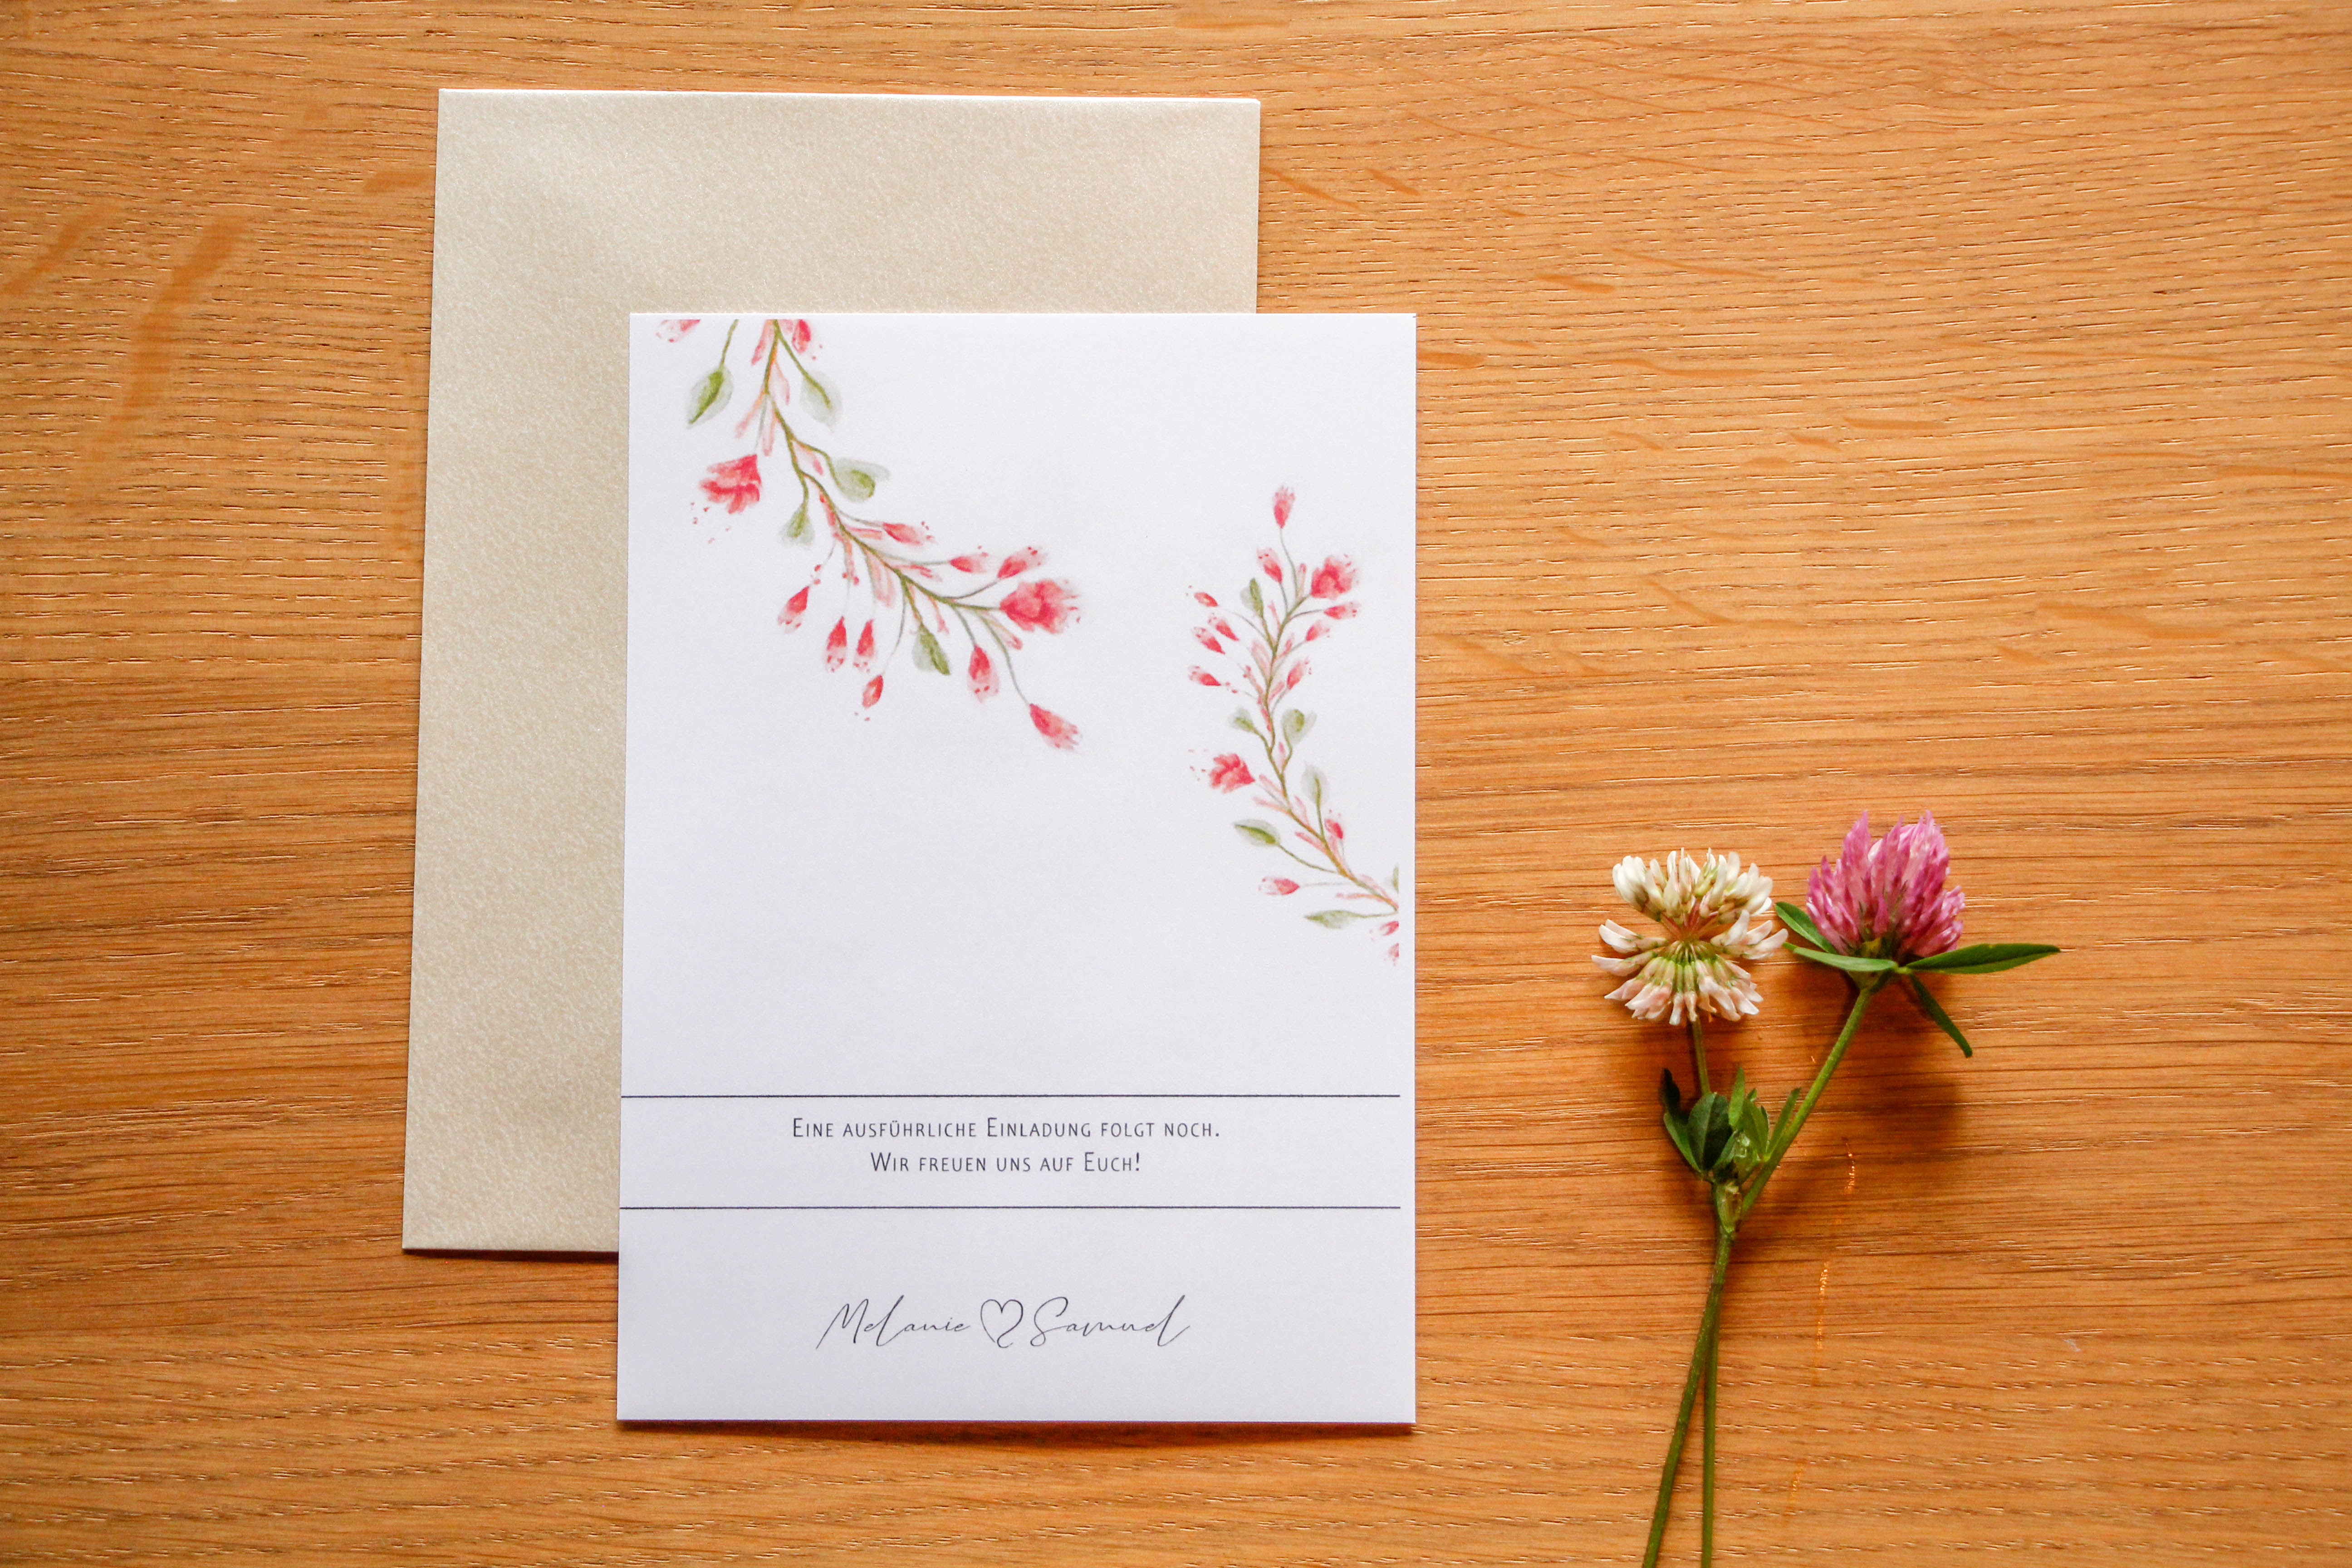 Eine ausführliche Einladung folgt noch.
Wir freuen uns auf Euch!
Melanie ♡ Samuel